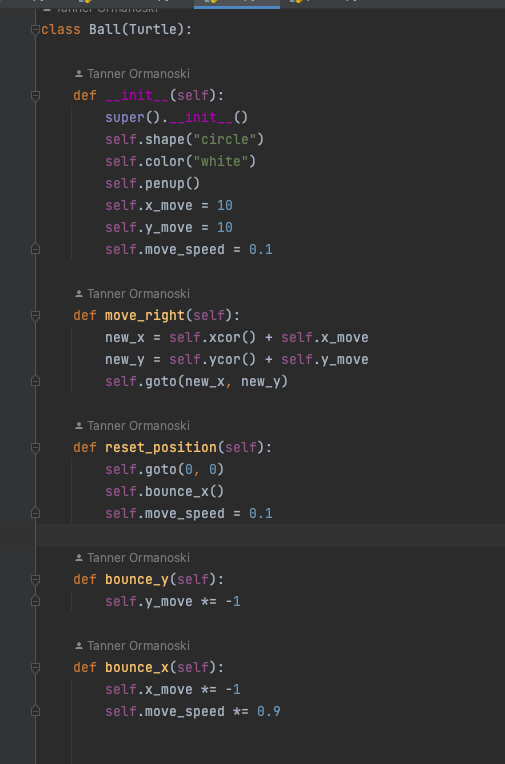 Tanner Ormanoski
class Ball(Turtle):
Tanner Ormanoski
def __init__(self):
super().__init__()
self.shape("circle")
self.color("white")
self.penup()
self.x_move = 10
self.y_move = 10
self.move_speed = 0.1
Tanner Ormanoski
def move_right(self):
new_x = self.xcor() + self.x_move
new_y = self.ycor() + self.y_move
self.goto(new_x, new_y)
Tanner Ormanoski
def reset_position(self):
self.goto(0, 0)
self.bounce_x()
self.move_speed = 0.1
Tanner Ormanoski
def bounce_y(self):
self.y_move *= -1
Tanner Ormanoski
def bounce_x(self):
self.x_move *= -1
self.move_speed *= 0.9